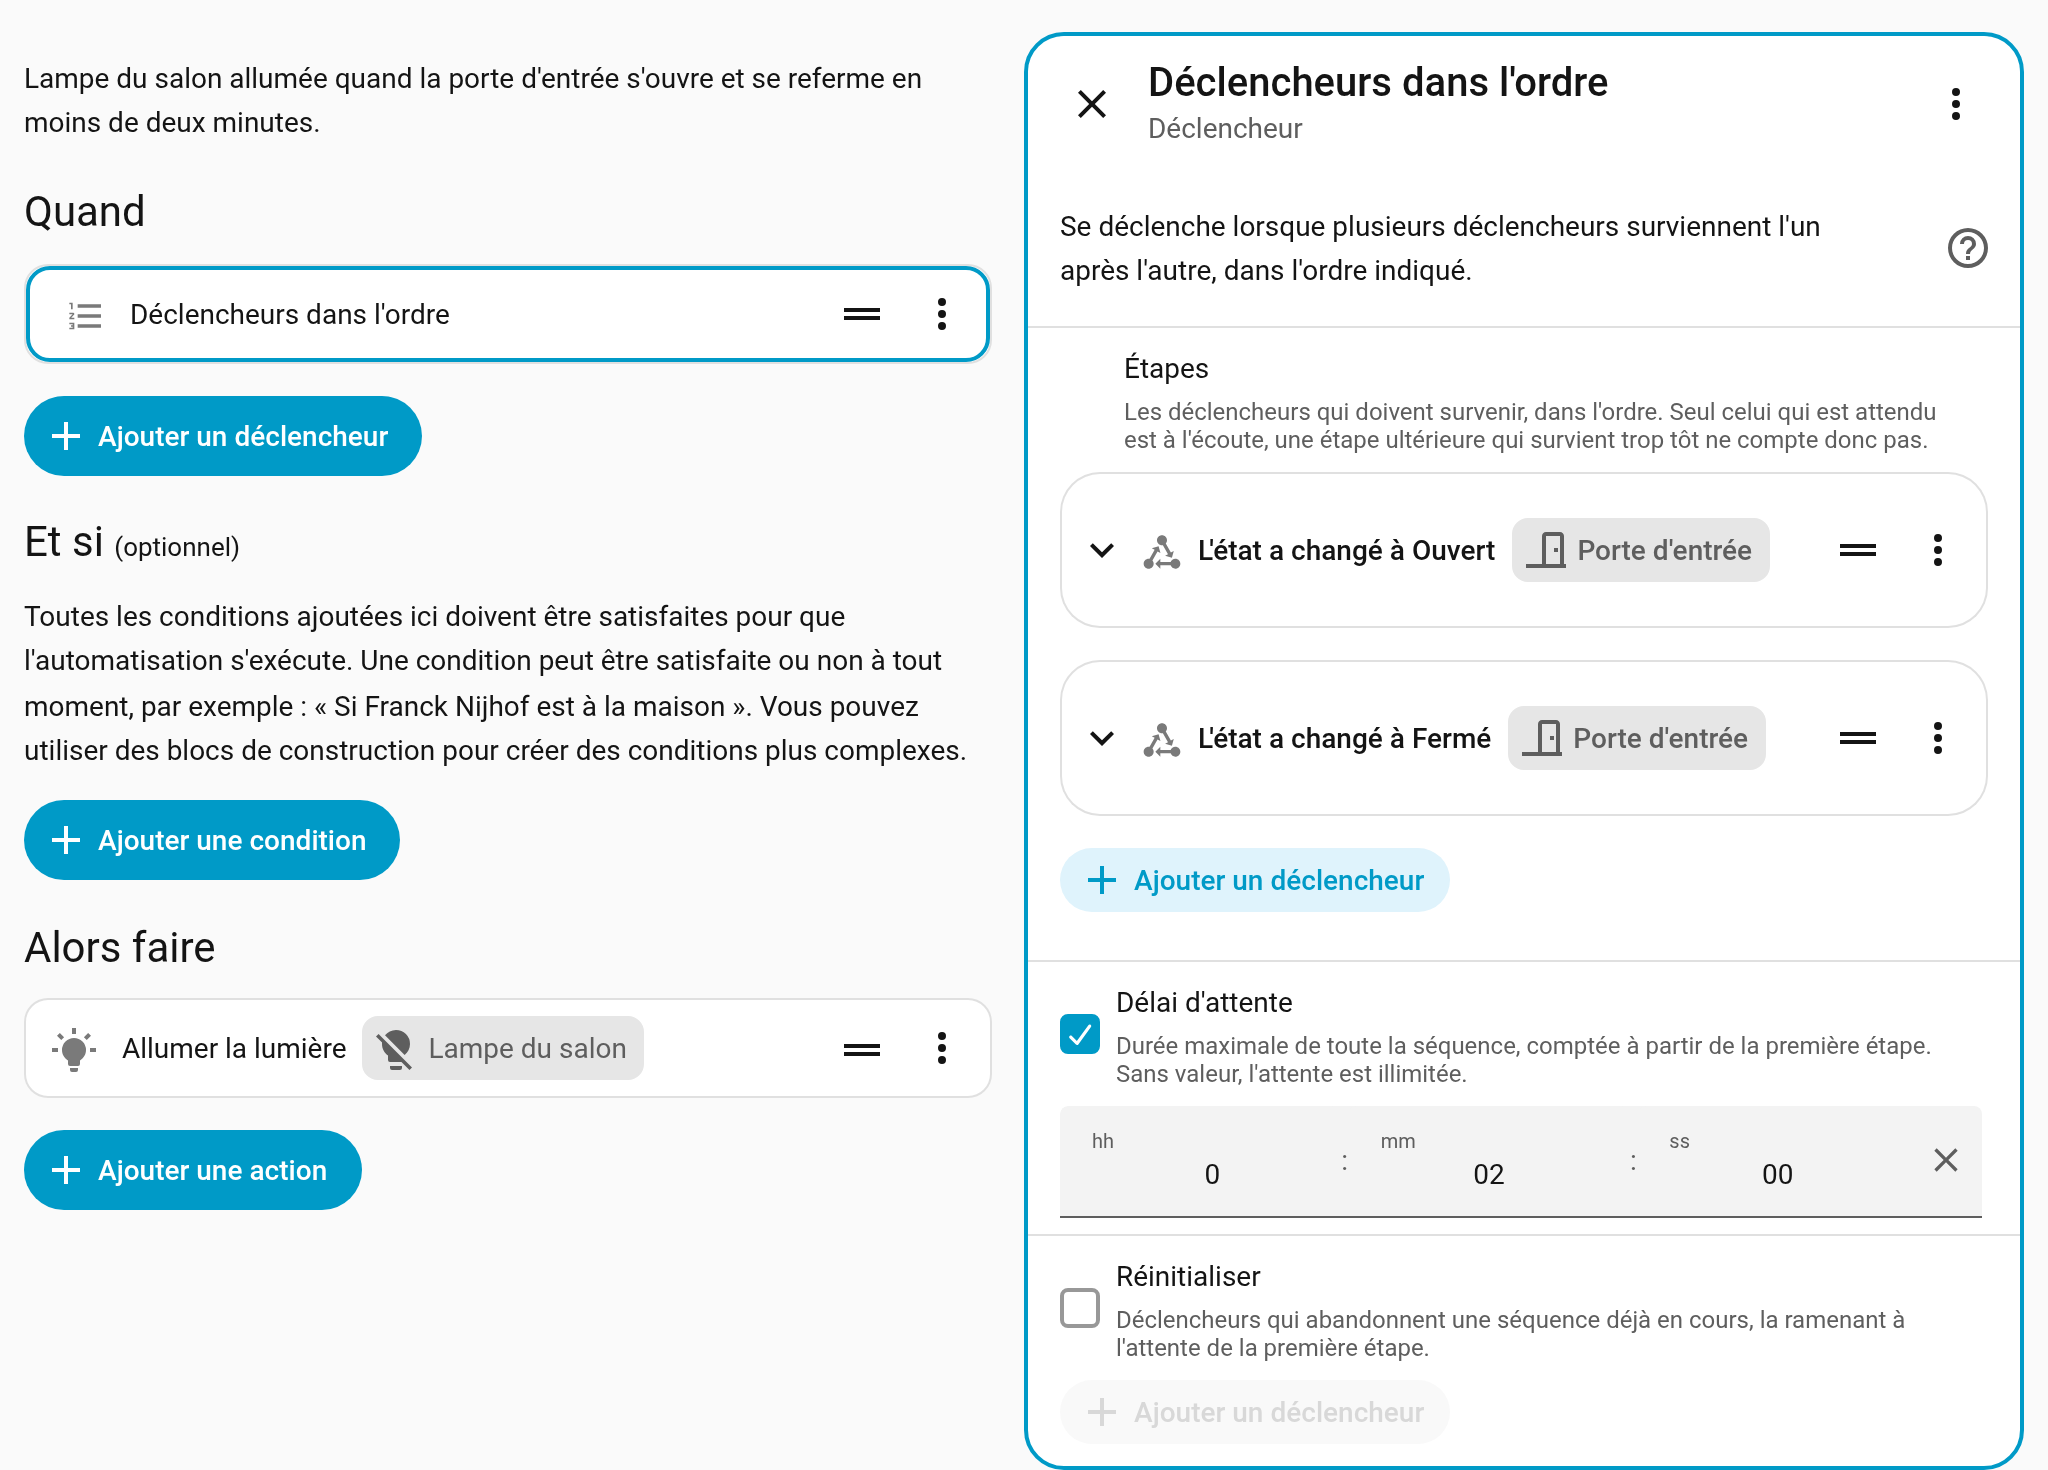 Lampe du salon allumée quand la porte d'entrée s'ouvre et se referme en
moins de deux minutes.
Quand
Déclencheurs dans l'ordre
Ajouter un déclencheur
Et si (optionnel)
Toutes les conditions ajoutées ici doivent être satisfaites pour que
l'automatisation s'exécute. Une condition peut être satisfaite ou non à tout
moment, par exemple : « Si Franck Nijhof est à la maison ». Vous pouvez
utiliser des blocs de construction pour créer des conditions plus complexes.
Ajouter une condition
Alors faire
Allumer la lumière Lampe du salon
Ajouter une action
Déclencheurs dans l'ordre
Déclencheur
Se déclenche lorsque plusieurs déclencheurs surviennent l'un
après l'autre, dans l'ordre indiqué.
Étapes
Les déclencheurs qui doivent survenir, dans l'ordre. Seul celui qui est attendu
est à l'écoute, une étape ultérieure qui survient trop tôt ne compte donc pas.
L'état a changé à Ouvert Porte d'entrée
L'état a changé à Fermé Porte d'entrée
Ajouter un déclencheur
Délai d'attente
Durée maximale de toute la séquence, comptée à partir de la première étape.
Sans valeur, l'attente est illimitée.
hh mm ss
0 : 02 : 00
Réinitialiser
Déclencheurs qui abandonnent une séquence déjà en cours, la ramenant à
l'attente de la première étape.
Ajouter un déclencheur